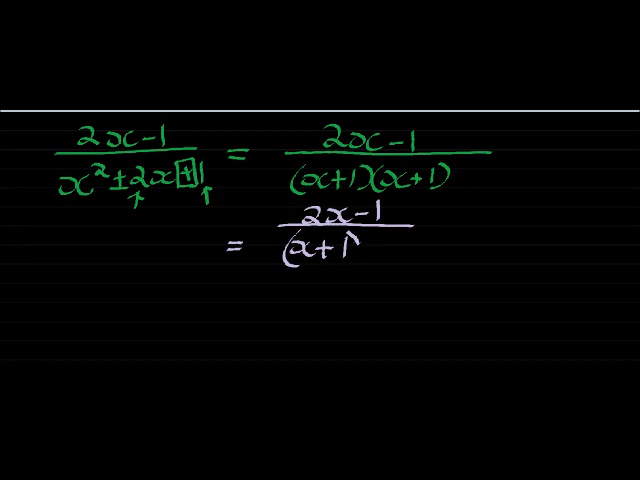 2x-1 / x² ± 2x + 1 = 2x-1 / (x+1)(x+1)
= 2x-1 / (x+1)